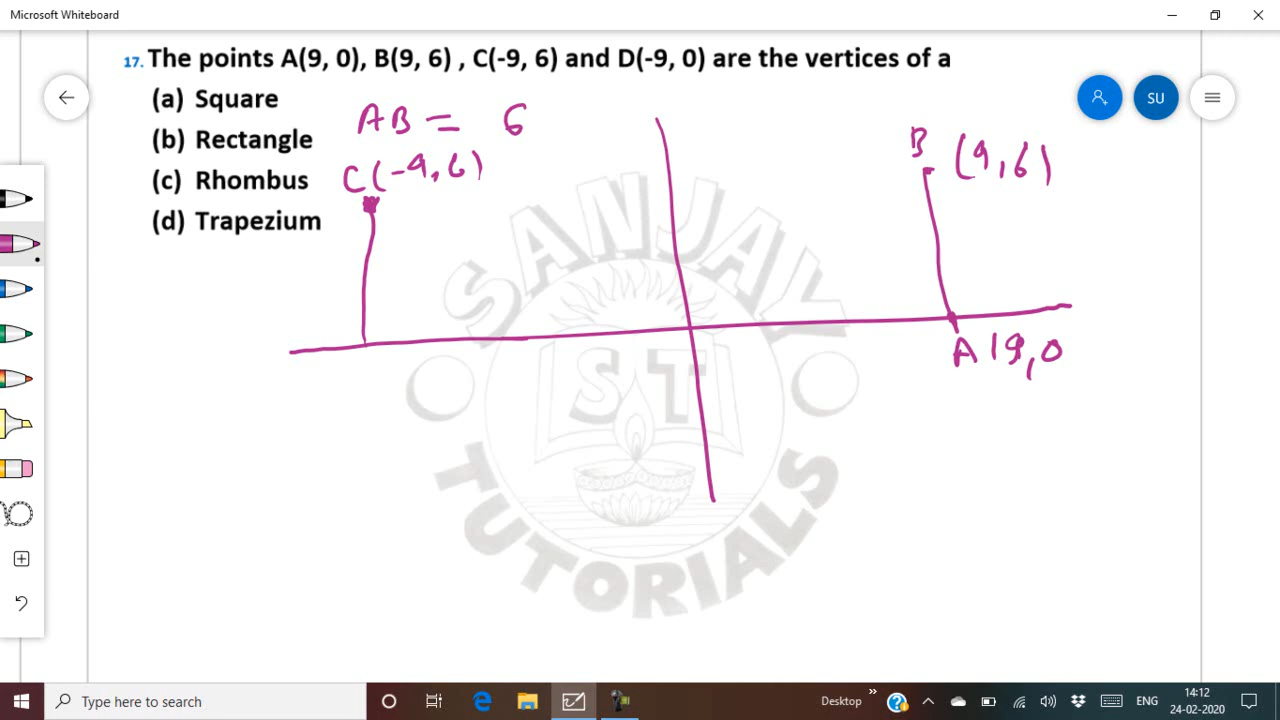 Microsoft Whiteboard
17. The points A(9, 0), B(9, 6) , C(-9, 6) and D(-9, 0) are the vertices of a
(a) Square
(b) Rectangle
(c) Rhombus
(d) Trapezium
AB = 6
C(-9,6)
B (9,6)
A(9,0
SU
SANJAY
ST
TUTORIALS
Type here to search
Desktop
ENG
14:12
24-02-2020